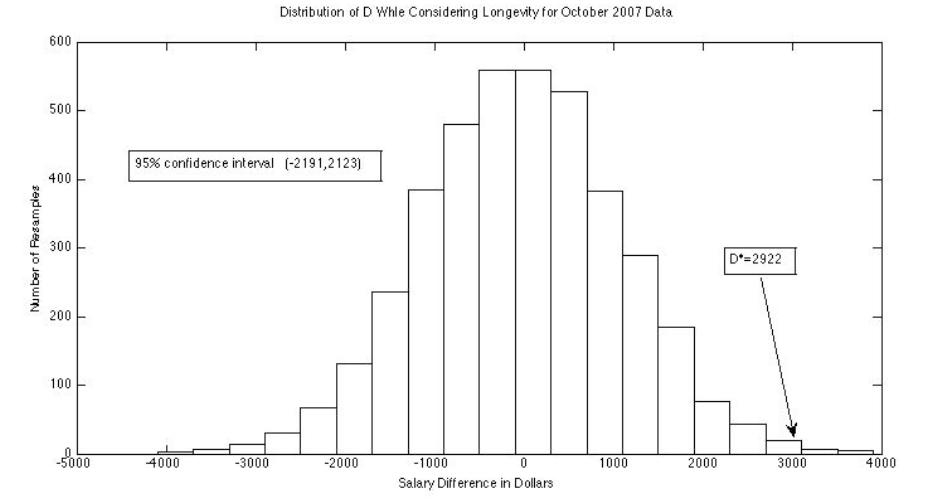 Distribution of D Whle Considering Longevity for October 2007 Data
600
500
400
300
200
100
0
95% confidence interval (-2191,2123)
D*=2922
Number of Resamples
-5000 -4000 -3000 -2000 -1000 0 1000 2000 3000 4000
Salary Difference in Dollars